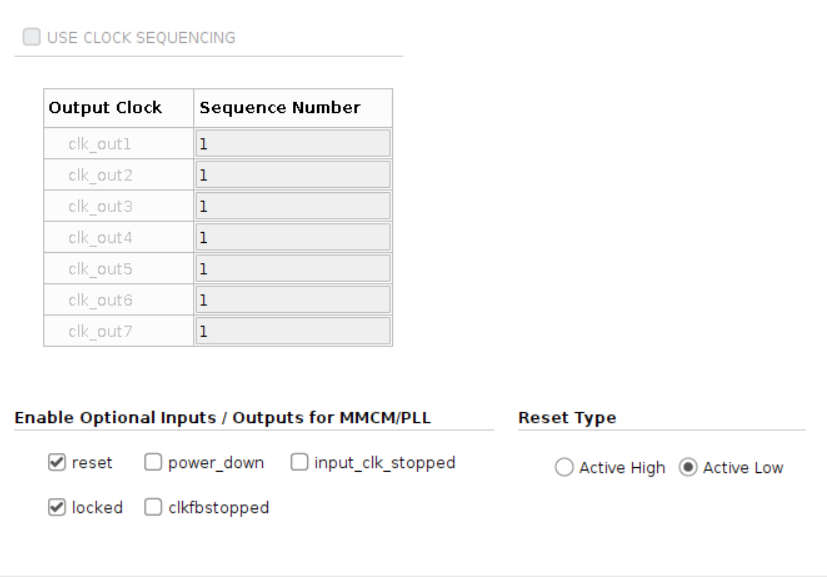 USE CLOCK SEQUENCING
Output Clock Sequence Number
clk_out1 1
clk_out2 1
clk_out3 1
clk_out4 1
clk_out5 1
clk_out6 1
clk_out7 1
Enable Optional Inputs / Outputs for MMCM/PLL Reset Type
reset power_down input_clk_stopped Active High Active Low
locked clkfbstopped